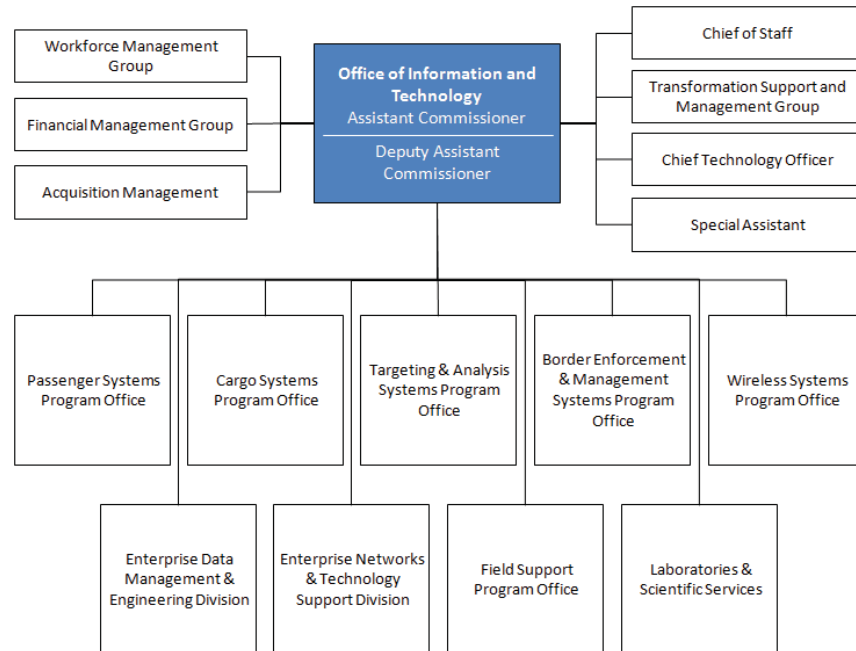 Workforce Management
Group
Financial Management Group
Acquisition Management
Office of Information and
Technology
Assistant Commissioner
Deputy Assistant
Commissioner
Chief of Staff
Transformation Support and
Management Group
Chief Technology Officer
Special Assistant
Passenger Systems
Program Office
Cargo Systems
Program Office
Targeting & Analysis
Systems Program
Office
Border Enforcement
& Management
Systems Program
Office
Wireless Systems
Program Office
Enterprise Data
Management &
Engineering Division
Enterprise Networks
& Technology
Support Division
Field Support
Program Office
Laboratories &
Scientific Services